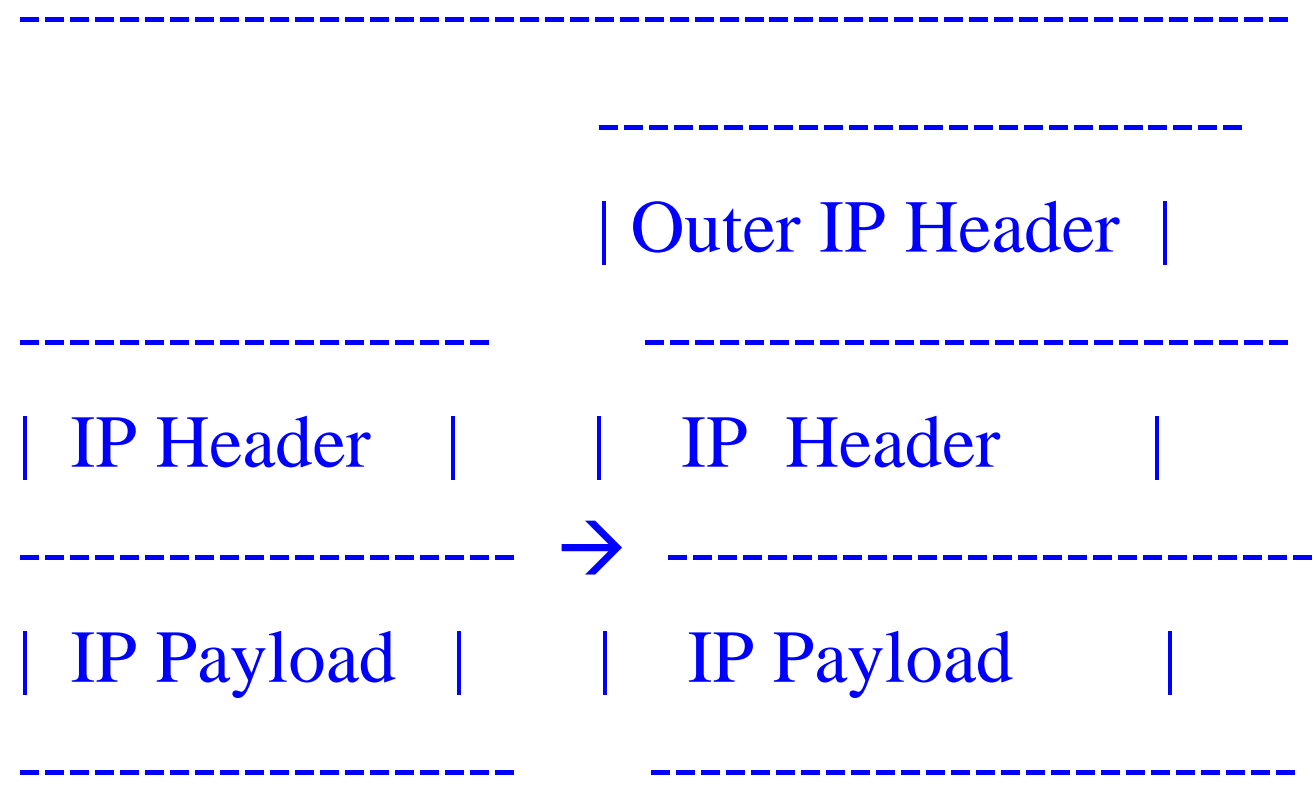 ---------------------------------------------------
--------------------------
| Outer IP Header |
------------------- --------------------------
| IP Header | | IP Header |
-------------------- → --------------------------
| IP Payload | | IP Payload |
-------------------- --------------------------